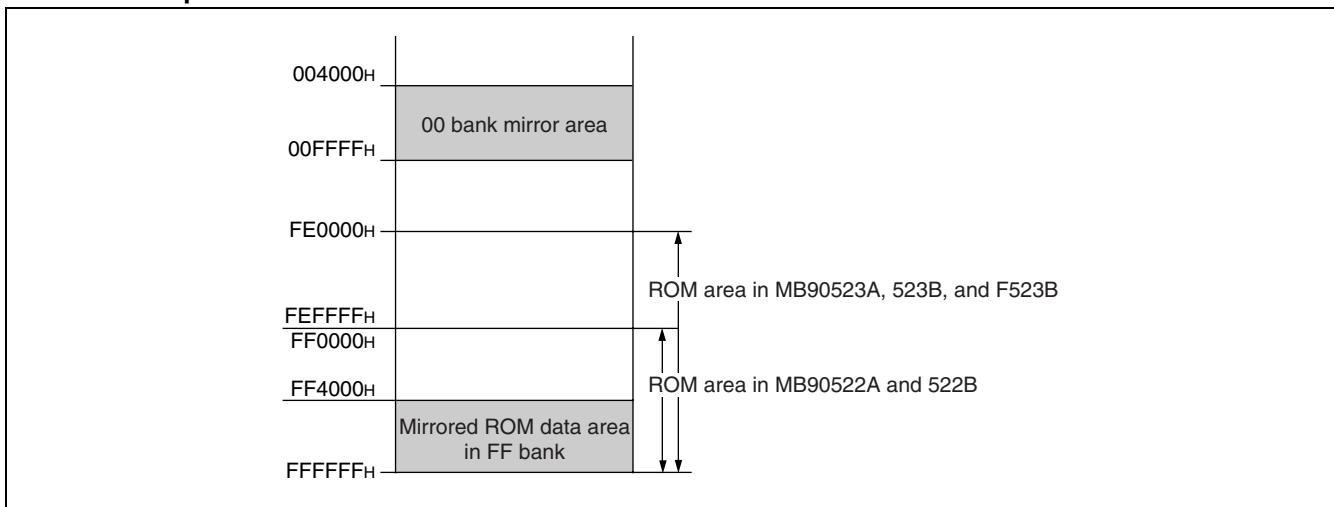 004000H
00 bank mirror area
00FFFFH
FE0000H
ROM area in MB90523A, 523B, and F523B
FEFFFFH
FF0000H
FF4000H
ROM area in MB90522A and 522B
Mirrored ROM data area
in FF bank
FFFFFFH